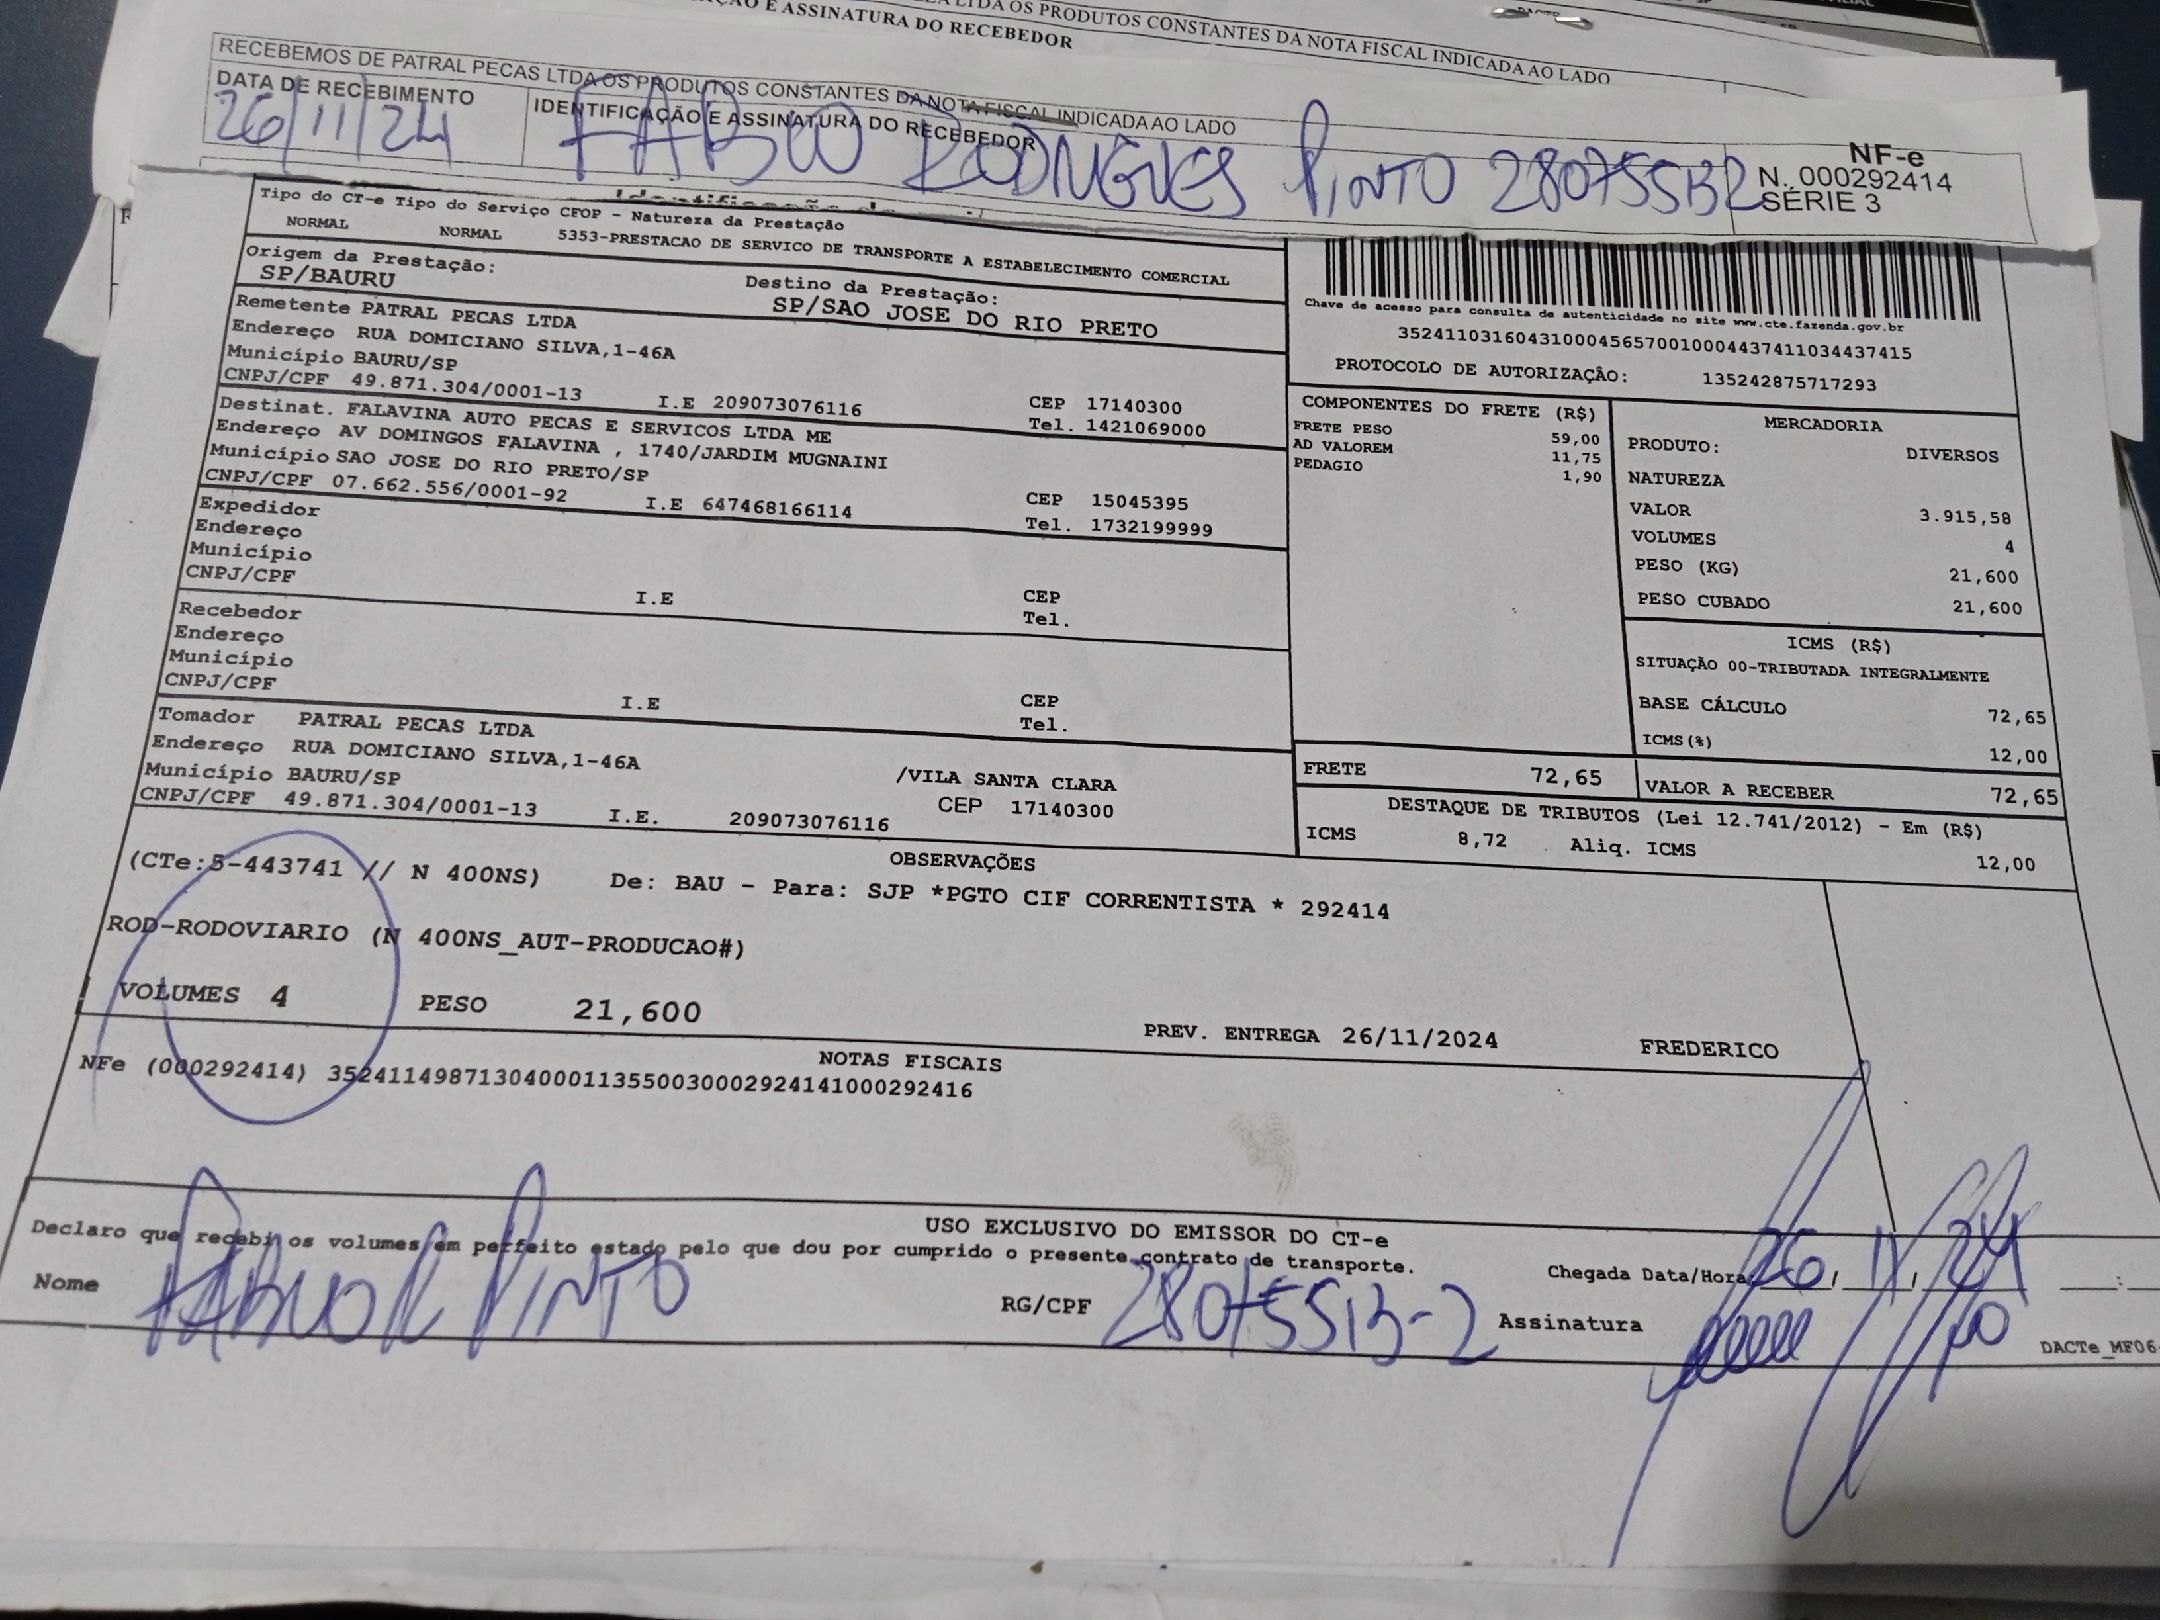 LTDA OS PRODUTOS CONSTANTES DA NOTA FISCAL INDICADA AO LADO
E ASSINATURA DO RECEBEDOR
RECEBEMOS DE PATRAL PECAS LTDA OS PRODUTOS CONSTANTES DA NOTA FISCAL INDICADA AO LADO
DATA DE RECEBIMENTO
26/11/24
IDENTIFICAÇÃO E ASSINATURA DO RECEBEDOR
FABIO RODRIGUES PINTO 28075513-2
NF-e
N. 000292414
SÉRIE 3
Tipo do CT-e Tipo do Serviço CFOP - Natureza da Prestação
NORMAL NORMAL 5353-PRESTACAO DE SERVICO DE TRANSPORTE A ESTABELECIMENTO COMERCIAL
Origem da Prestação: Destino da Prestação:
SP/BAURU SP/SAO JOSE DO RIO PRETO
Remetente PATRAL PECAS LTDA
Endereço RUA DOMICIANO SILVA,1-46A
Município BAURU/SP CEP 17140300
CNPJ/CPF 49.871.304/0001-13 I.E 209073076116 Tel. 1421069000
Destinat. FALAVINA AUTO PECAS E SERVICOS LTDA ME
Endereço AV DOMINGOS FALAVINA , 1740/JARDIM MUGNAINI
Município SAO JOSE DO RIO PRETO/SP CEP 15045395
CNPJ/CPF 07.662.556/0001-92 I.E 647468166114 Tel. 1732199999
Expedidor
Endereço
Município CEP
CNPJ/CPF I.E Tel.
Recebedor
Endereço
Município CEP
CNPJ/CPF I.E Tel.
Tomador PATRAL PECAS LTDA
Endereço RUA DOMICIANO SILVA,1-46A /VILA SANTA CLARA
Município BAURU/SP CEP 17140300
CNPJ/CPF 49.871.304/0001-13 I.E. 209073076116
Chave de acesso para consulta de autenticidade no site www.cte.fazenda.gov.br
35241103160431000456570010004437411034437415
PROTOCOLO DE AUTORIZAÇÂO: 135242875717293
COMPONENTES DO FRETE (R$)
FRETE PESO 59,00
AD VALOREM 11,75
PEDAGIO 1,90
MERCADORIA
PRODUTO: DIVERSOS
NATUREZA
VALOR 3.915,58
VOLUMES 4
PESO (KG) 21,600
PESO CUBADO 21,600
ICMS (R$)
SITUAÇÃO 00-TRIBUTADA INTEGRALMENTE
BASE CÁLCULO 72,65
ICMS(%) 12,00
FRETE 72,65 VALOR A RECEBER 72,65
DESTAQUE DE TRIBUTOS (Lei 12.741/2012) - Em (R$)
ICMS 8,72 Aliq. ICMS 12,00
OBSERVAÇÕES
(CTe:5-443741 // N 400NS) De: BAU - Para: SJP *PGTO CIF CORRENTISTA * 292414
ROD-RODOVIARIO (N 400NS_AUT-PRODUCAO#)
VOLUMES 4 PESO 21,600 PREV. ENTREGA 26/11/2024 FREDERICO
NOTAS FISCAIS
NFe (000292414) 35241149871304000113550030002924141000292416
USO EXCLUSIVO DO EMISSOR DO CT-e
Declaro que recebi os volumes em perfeito estado pelo que dou por cumprido o presente contrato de transporte.
Nome FABIO R PINTO RG/CPF 28075513-2 Chegada Data/Hora 26/11/24
Assinatura
DACTe_MF06